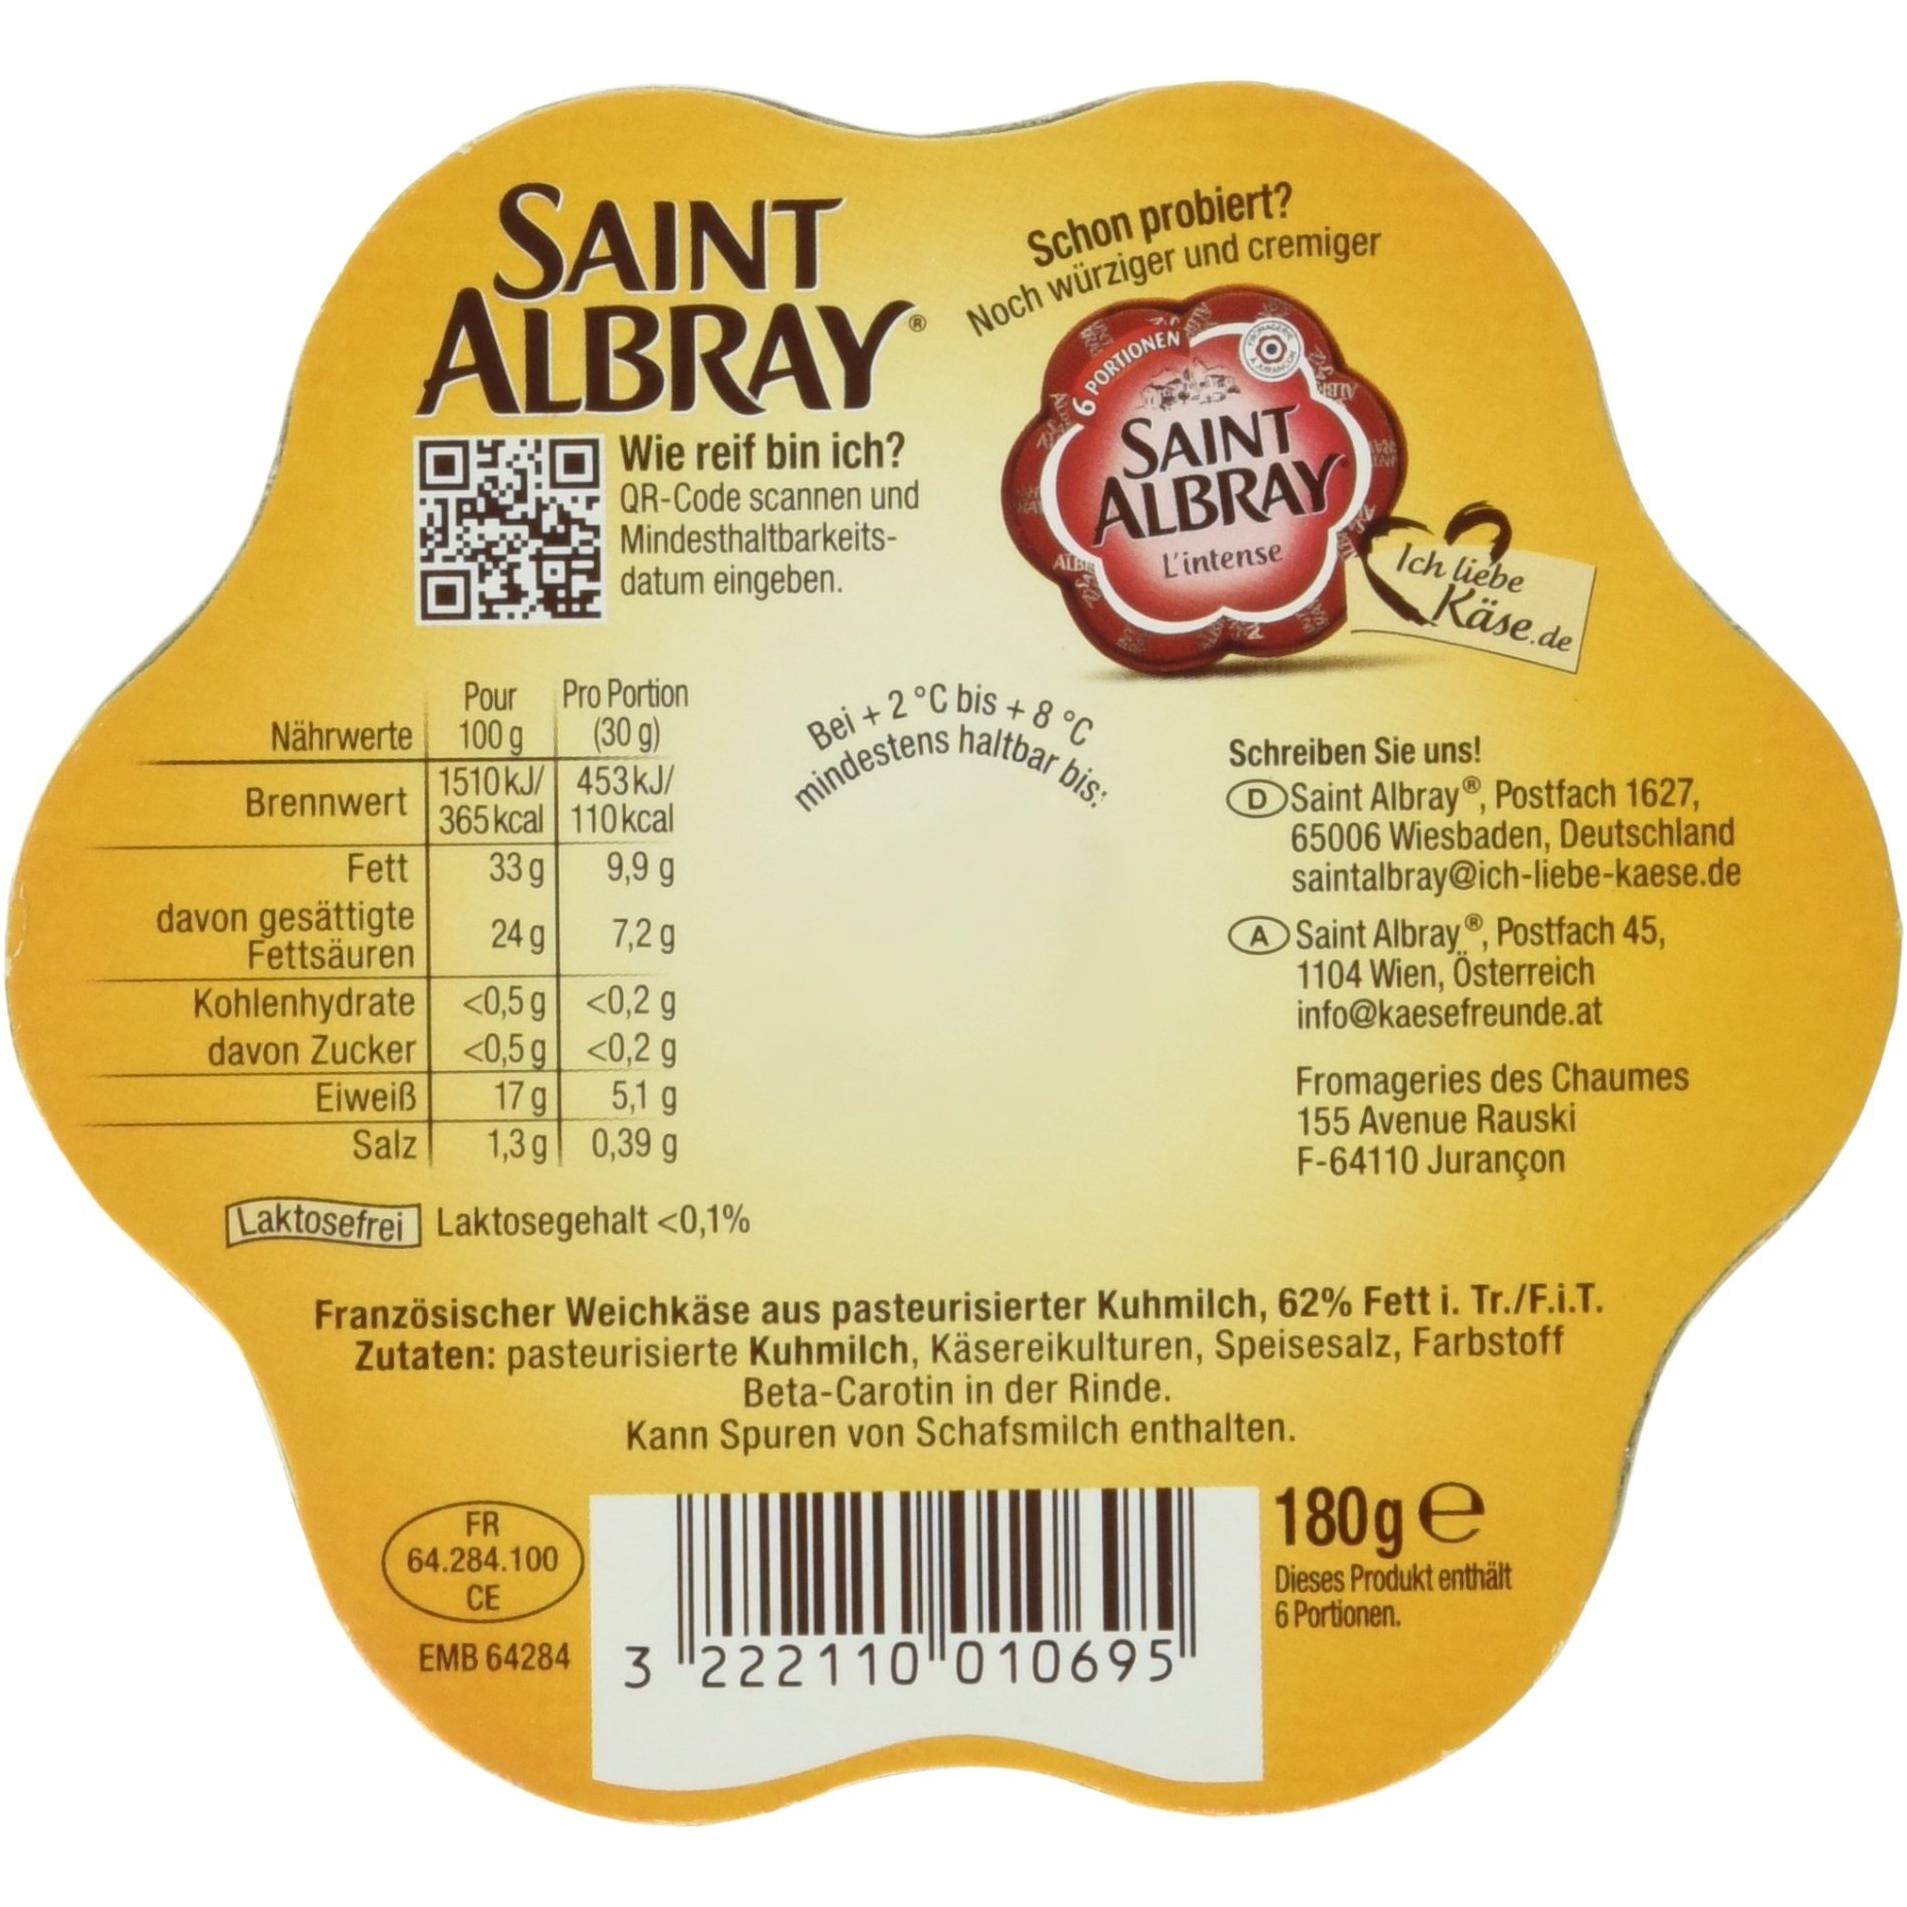 SAINT
ALBRAY®
Schon probiert?
Noch würziger und cremiger
6 PORTIONEN
SAINT
ALBRAY
L'intense
Ich liebe
Käse.de
Wie reif bin ich?
QR-Code scannen und
Mindesthaltbarkeits-
datum eingeben.
Nährwerte Pour 100 g Pro Portion (30 g)
Brennwert 1510 kJ/ 365 kcal 453 kJ/ 110 kcal
Fett 33 g 9,9 g
davon gesättigte Fettsäuren 24 g 7,2 g
Kohlenhydrate <0,5 g <0,2 g
davon Zucker <0,5 g <0,2 g
Eiweiß 17 g 5,1 g
Salz 1,3 g 0,39 g
Laktosefrei Laktosegehalt <0,1%
Bei + 2 °C bis + 8 °C
mindestens haltbar bis:
Schreiben Sie uns!
D Saint Albray®, Postfach 1627,
65006 Wiesbaden, Deutschland
saintalbray@ich-liebe-kaese.de
A Saint Albray®, Postfach 45,
1104 Wien, Österreich
info@kaesefreunde.at
Fromageries des Chaumes
155 Avenue Rauski
F-64110 Jurançon
Französischer Weichkäse aus pasteurisierter Kuhmilch, 62% Fett i. Tr./F.i.T.
Zutaten: pasteurisierte Kuhmilch, Käsereikulturen, Speisesalz, Farbstoff
Beta-Carotin in der Rinde.
Kann Spuren von Schafsmilch enthalten.
FR
64.284.100
CE
EMB 64284
3 222110 010695
180g e
Dieses Produkt enthält
6 Portionen.